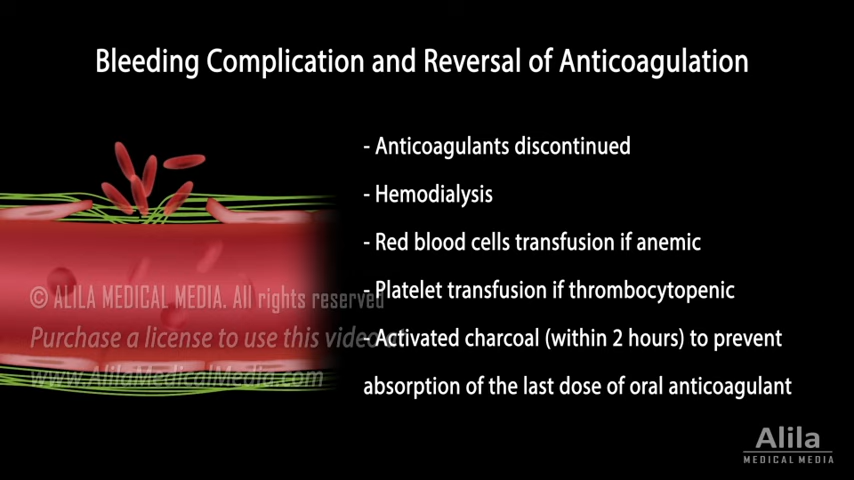 Bleeding Complication and Reversal of Anticoagulation
- Anticoagulants discontinued
- Hemodialysis
- Red blood cells transfusion if anemic
- Platelet transfusion if thrombocytopenic
- Activated charcoal (within 2 hours) to prevent
absorption of the last dose of oral anticoagulant
© ALILA MEDICAL MEDIA. All rights reserved
Purchase a license to use this video at
www.AlilaMedicalMedia.com
Alila
MEDICAL MEDIA